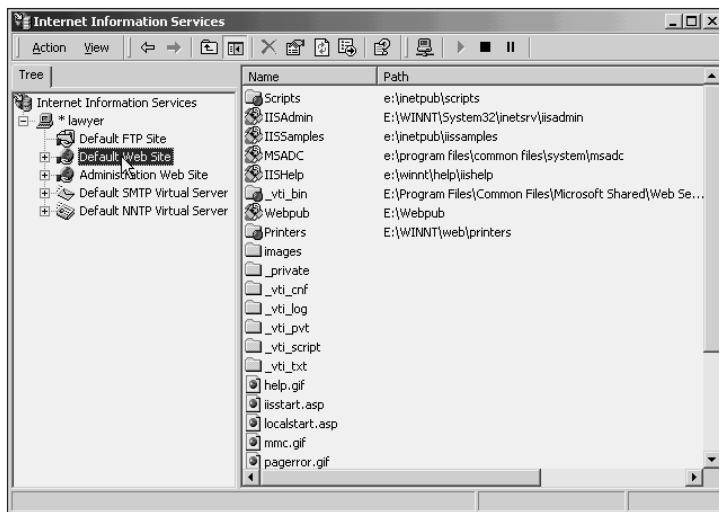 Internet Information Services
Action View
Tree
Internet Information Services
* lawyer
Default FTP Site
Default Web Site
Administration Web Site
Default SMTP Virtual Server
Default NNTP Virtual Server
Name Path
Scripts e:\inetpub\scripts
IISAdmin E:\WINNT\System32\inetsrv\iisadmin
IISSamples e:\inetpub\iissamples
MSADC e:\program files\common files\system\msadc
IISHelp e:\winnt\help\iishelp
_vti_bin E:\Program Files\Common Files\Microsoft Shared\Web Se...
Webpub E:\Webpub
Printers E:\WINNT\web\printers
images
_private
_vti_cnf
_vti_log
_vti_pvt
_vti_script
_vti_txt
help.gif
iisstart.asp
localstart.asp
mmc.gif
pagerror.gif